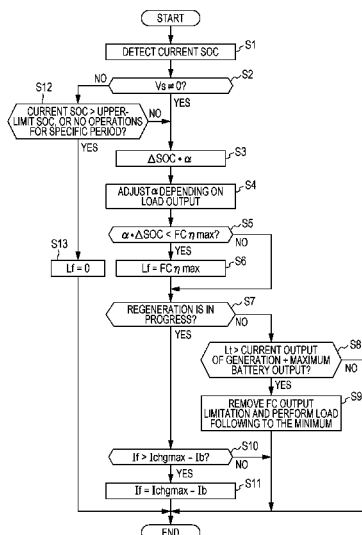 START
DETECT CURRENT SOC
S1
Vs ≠ 0?
S2
NO
YES
S12
CURRENT SOC > UPPER-
LIMIT SOC, OR NO OPERATIONS
FOR SPECIFIC PERIOD?
NO
YES
ΔSOC * α
S3
ADJUST α DEPENDING ON
LOAD OUTPUT
S4
α • ΔSOC < FC η max?
S5
YES
NO
S13
Lf = 0
Lf = FC η max
S6
REGENERATION IS IN
PROGRESS?
S7
NO
YES
Lt > CURRENT OUTPUT
OF GENERATION + MAXIMUM
BATTERY OUTPUT?
S8
NO
YES
REMOVE FC OUTPUT
LIMITATION AND PERFORM LOAD
FOLLOWING TO THE MINIMUM
S9
If > Ichgmax – Ib?
S10
NO
YES
If = Ichgmax – Ib
S11
END